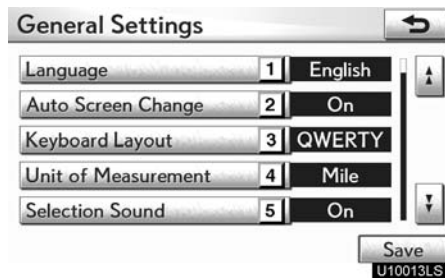 General Settings
Language 1 English
Auto Screen Change 2 On
Keyboard Layout 3 QWERTY
Unit of Measurement 4 Mile
Selection Sound 5 On
Save
U10013LS